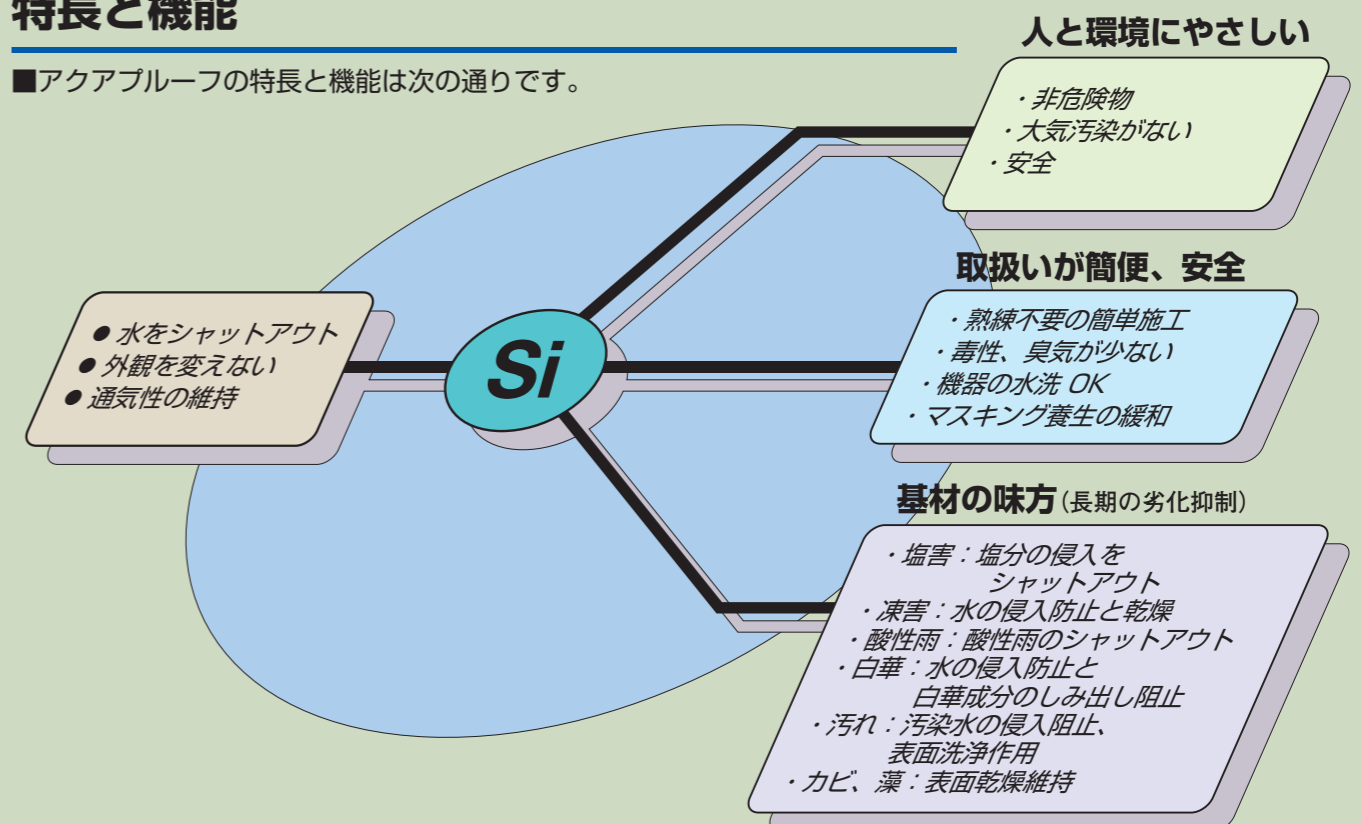 特長と機能
■アクアプルーフの特長と機能は次の通りです。
人と環境にやさしい
・非危険物
・大気汚染がない
・安全
● 水をシャットアウト
● 外観を変えない
● 通気性の維持
Si
取扱いが簡便、安全
・熟練不要の簡単施工
・毒性、臭気が少ない
・機器の水洗 OK
・マスキング養生の緩和
基材の味方(長期の劣化抑制)
・塩害：塩分の侵入を
シャットアウト
・凍害：水の侵入防止と乾燥
・酸性雨：酸性雨のシャットアウト
・白華：水の侵入防止と
白華成分のしみ出し阻止
・汚れ：汚染水の侵入阻止、
表面洗浄作用
・カビ、藻：表面乾燥維持